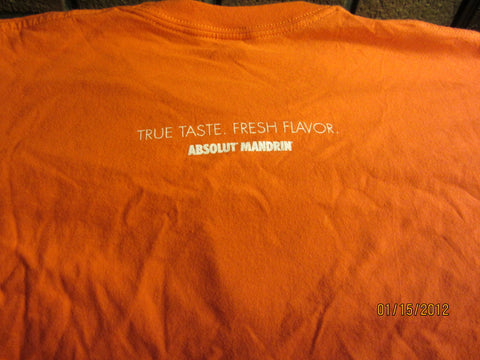 TRUE TASTE. FRESH FLAVOR.
ABSOLUT MANDRIN
01/15/2012